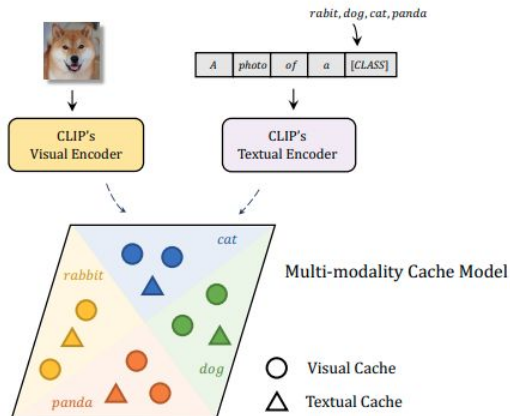 rabit, dog, cat, panda
A photo of a [CLASS]
CLIP's
Visual Encoder
CLIP's
Textual Encoder
cat
rabbit
Multi-modality Cache Model
dog
Visual Cache
panda
Textual Cache